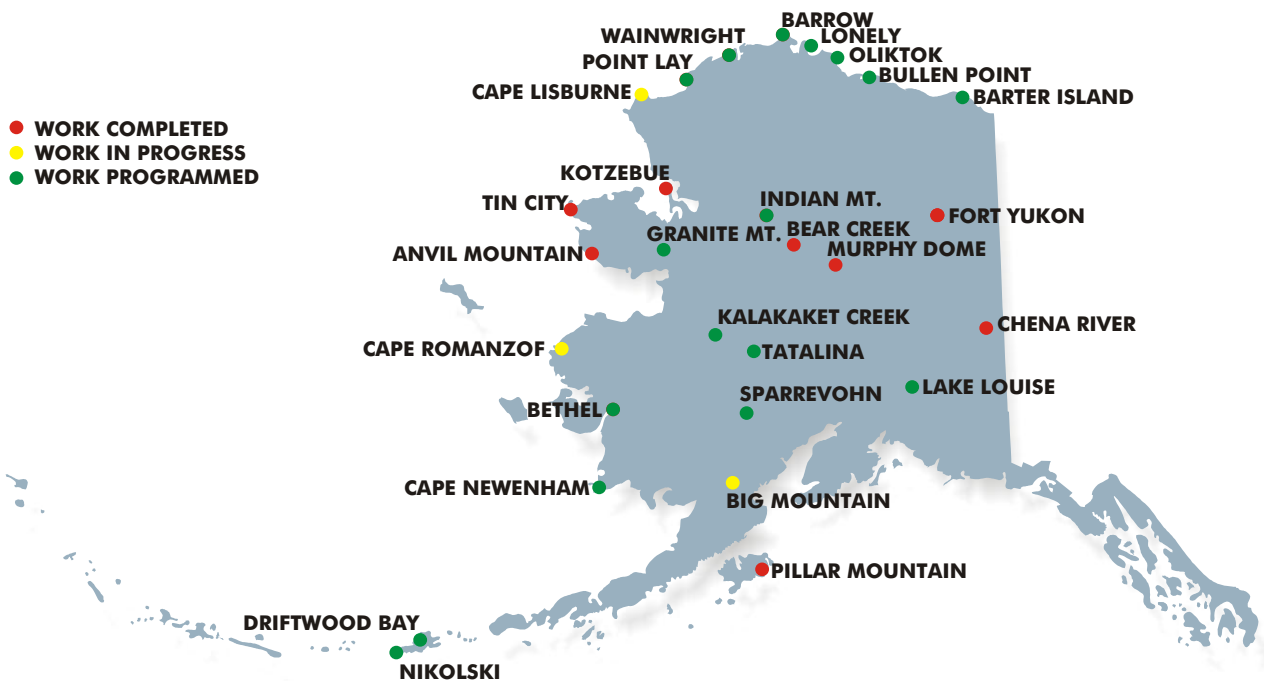 BARROW
WAINWRIGHT
LONELY
OLIKTOK
POINT LAY
BULLEN POINT
CAPE LISBURNE
BARTER ISLAND
WORK COMPLETED
WORK IN PROGRESS
WORK PROGRAMMED
KOTZEBUE
TIN CITY
INDIAN MT.
FORT YUKON
GRANITE MT.
BEAR CREEK
ANVIL MOUNTAIN
MURPHY DOME
KALAKAKET CREEK
CHENA RIVER
CAPE ROMANZOF
TATALINA
LAKE LOUISE
SPARREVOHN
BETHEL
CAPE NEWENHAM
BIG MOUNTAIN
PILLAR MOUNTAIN
DRIFTWOOD BAY
NIKOLSKI